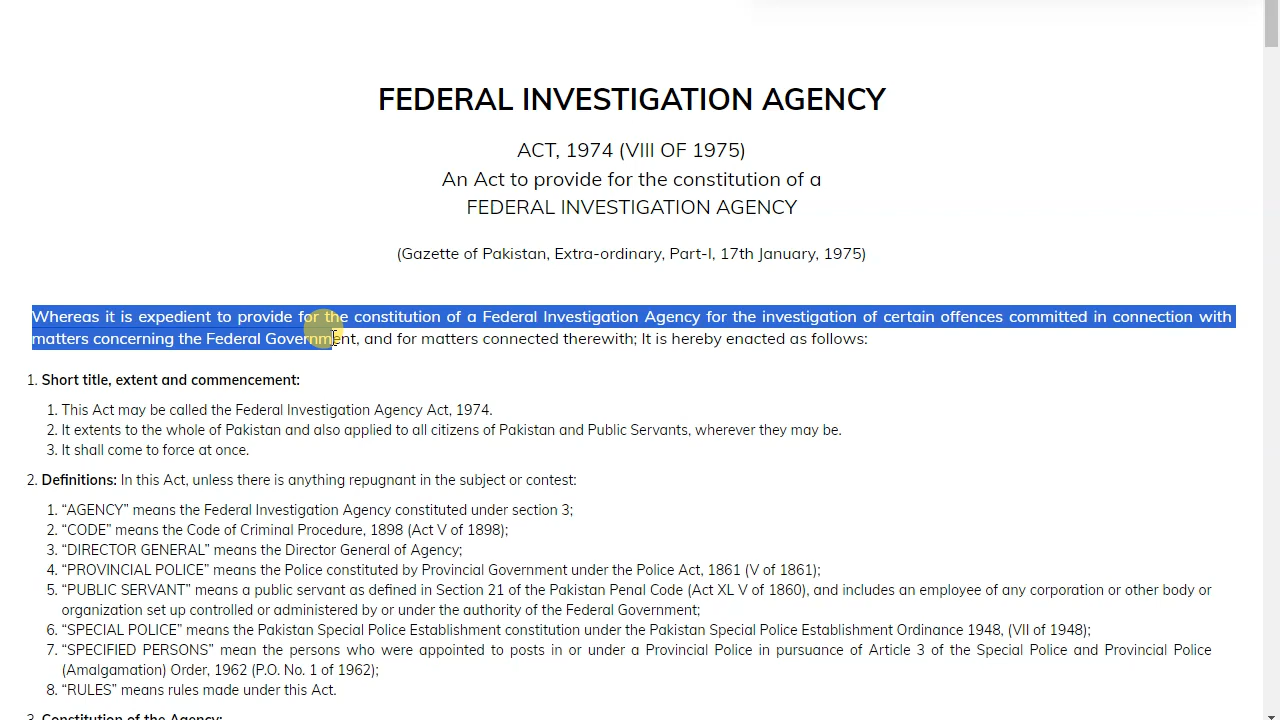 FEDERAL INVESTIGATION AGENCY
ACT, 1974 (VIII OF 1975)
An Act to provide for the constitution of a
FEDERAL INVESTIGATION AGENCY
(Gazette of Pakistan, Extra-ordinary, Part-I, 17th January, 1975)
Whereas it is expedient to provide for the constitution of a Federal Investigation Agency for the investigation of certain offences committed in connection with
matters concerning the Federal Government, and for matters connected therewith; It is hereby enacted as follows:
1. Short title, extent and commencement:
1. This Act may be called the Federal Investigation Agency Act, 1974.
2. It extends to the whole of Pakistan and also applied to all citizens of Pakistan and Public Servants, wherever they may be.
3. It shall come to force at once.
2. Definitions: In this Act, unless there is anything repugnant in the subject or contest:
1. “AGENCY” means the Federal Investigation Agency constituted under section 3;
2. “CODE” means the Code of Criminal Procedure, 1898 (Act V of 1898);
3. “DIRECTOR GENERAL” means the Director General of Agency;
4. “PROVINCIAL POLICE” means the Police constituted by Provincial Government under the Police Act, 1861 (V of 1861);
5. “PUBLIC SERVANT” means a public servant as defined in Section 21 of the Pakistan Penal Code (Act XL V of 1860), and includes an employee of any corporation or other body or
organization set up controlled or administered by or under the authority of the Federal Government;
6. “SPECIAL POLICE” means the Pakistan Special Police Establishment constitution under the Pakistan Special Police Establishment Ordinance 1948, (VII of 1948);
7. “SPECIFIED PERSONS” mean the persons who were appointed to posts in or under a Provincial Police in pursuance of Article 3 of the Special Police and Provincial Police
(Amalgamation) Order, 1962 (P.O. No. 1 of 1962);
8. “RULES” means rules made under this Act.
3. Constitution of the Agency: